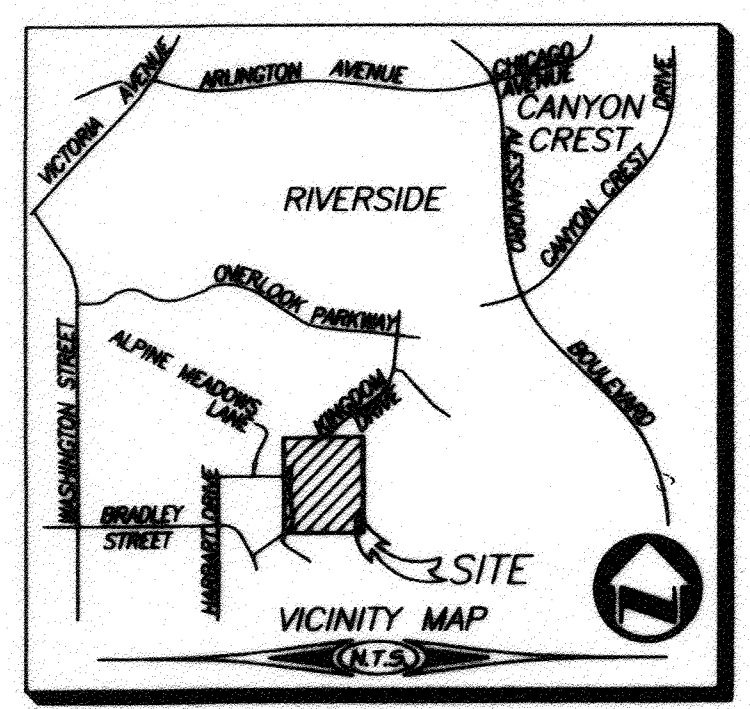 VICTORIA AVENUE
ARLINGTON AVENUE
CHICAGO
AVENUE
CANYON
CREST
CANYON CREST DRIVE
ALESSANDRO
BOULEVARD
RIVERSIDE
OVERLOOK PARKWAY
WASHINGTON STREET
ALPINE MEADOWS
LANE
KINGDOM
DRIVE
BRADLEY
STREET
HARBART DRIVE
SITE
VICINITY MAP
N.T.S.
N